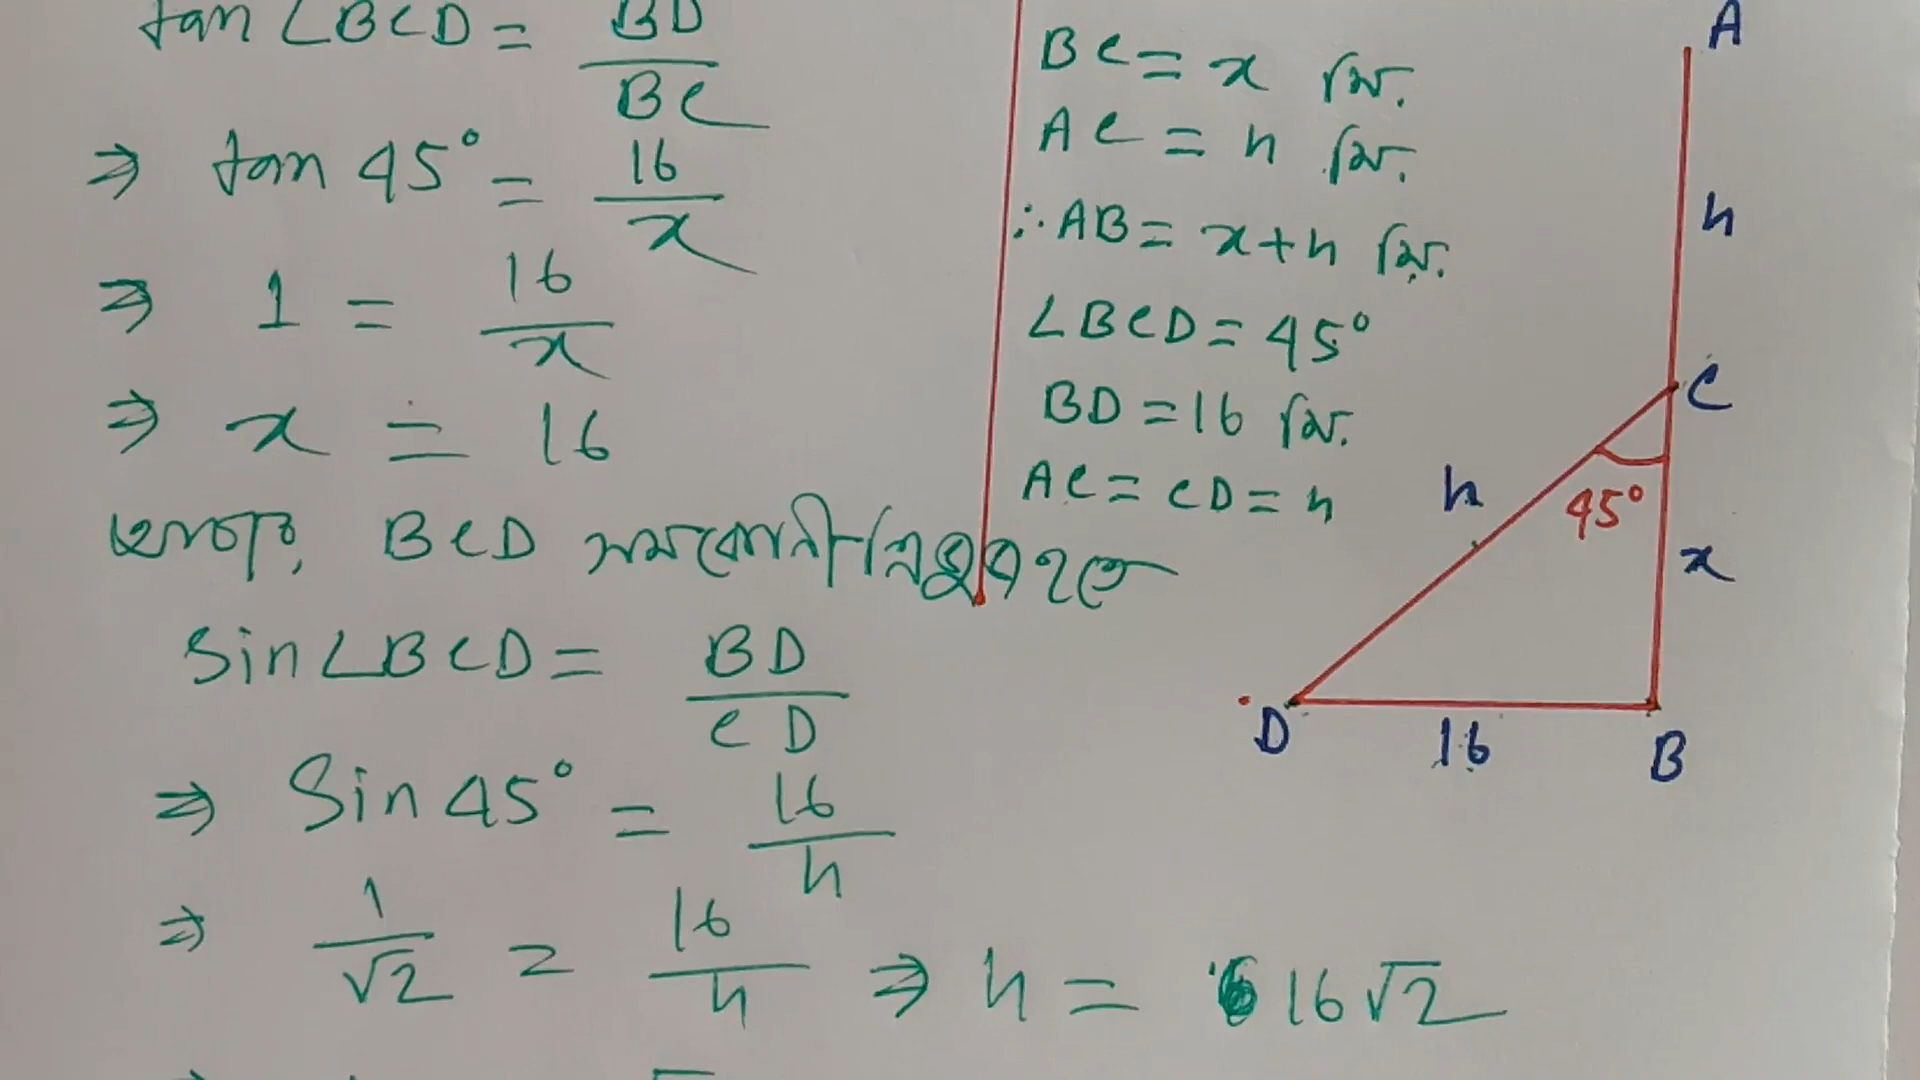 tan ∠BCD = BD/BC
⇒ tan 45° = 16/x
⇒ 1 = 16/x
⇒ x = 16
BCD সমকোণী ত্রিভুজ হতে
Sin ∠BCD = BD/CD
⇒ Sin 45° = 16/h
⇒ 1/√2 = 16/h ⇒ h = 16√2
BC = x মি.
AC = h মি.
∴ AB = x+h মি.
∠BCD = 45°
BD = 16 মি.
AC = CD = h
A
h
C
h
45°
x
D
16
B